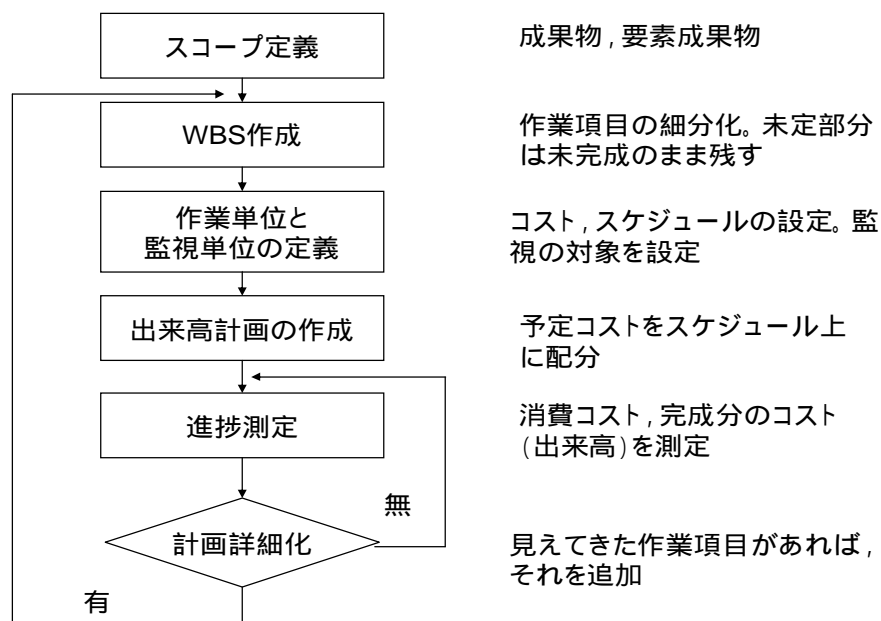 スコープ定義
成果物,要素成果物
WBS作成
作業項目の細分化。未定部分
は未完成のまま残す
作業単位と
監視単位の定義
コスト,スケジュールの設定。監
視の対象を設定
出来高計画の作成
予定コストをスケジュール上
に配分
進捗測定
消費コスト,完成分のコスト
(出来高)を測定
無
計画詳細化
見えてきた作業項目があれば,
それを追加
有